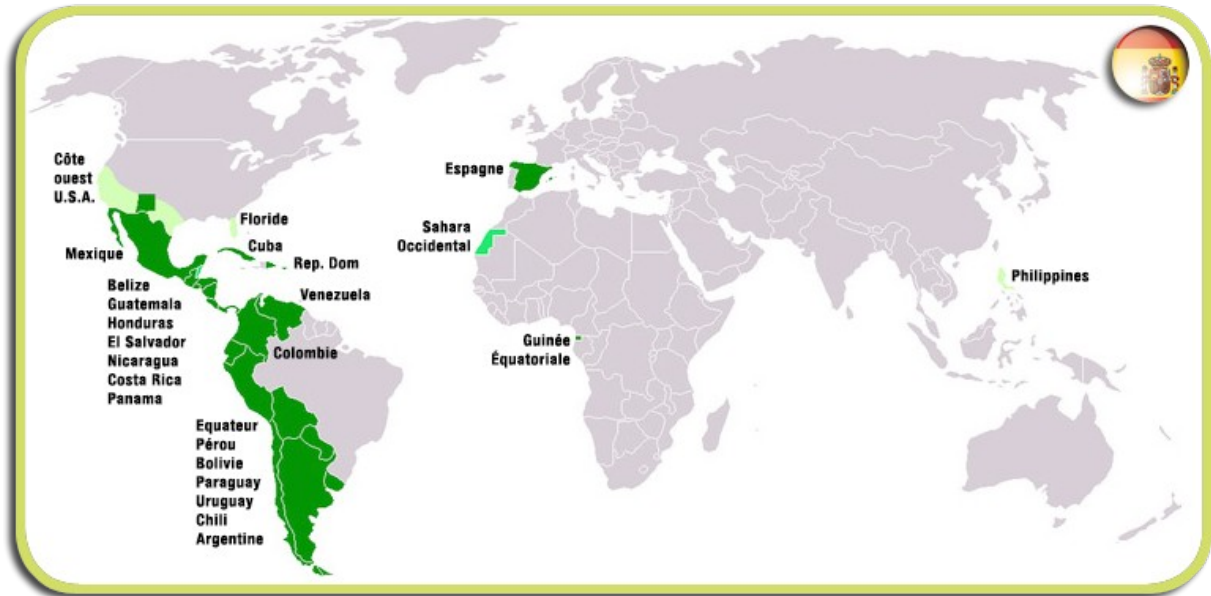 Côte
ouest
U.S.A.
Floride
Cuba
Mexique
Rep. Dom
Belize
Guatemala
Honduras
El Salvador
Nicaragua
Costa Rica
Panama
Venezuela
Colombie
Equateur
Pérou
Bolivie
Paraguay
Uruguay
Chili
Argentine
Espagne
Sahara
Occidental
Guinée
Équatoriale
Philippines